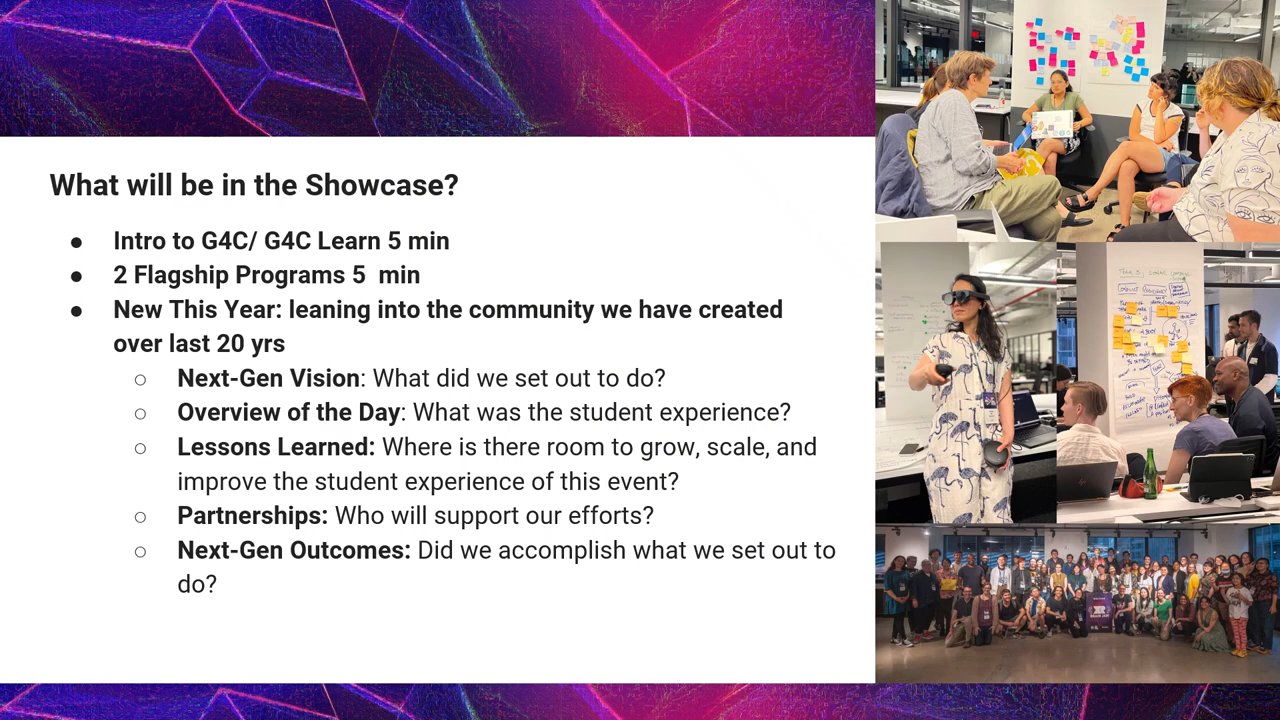 What will be in the Showcase?
● Intro to G4C/ G4C Learn 5 min
● 2 Flagship Programs 5  min
● New This Year: leaning into the community we have created
over last 20 yrs
○ Next-Gen Vision: What did we set out to do?
○ Overview of the Day: What was the student experience?
○ Lessons Learned: Where is there room to grow, scale, and
improve the student experience of this event?
○ Partnerships: Who will support our efforts?
○ Next-Gen Outcomes: Did we accomplish what we set out to
do?